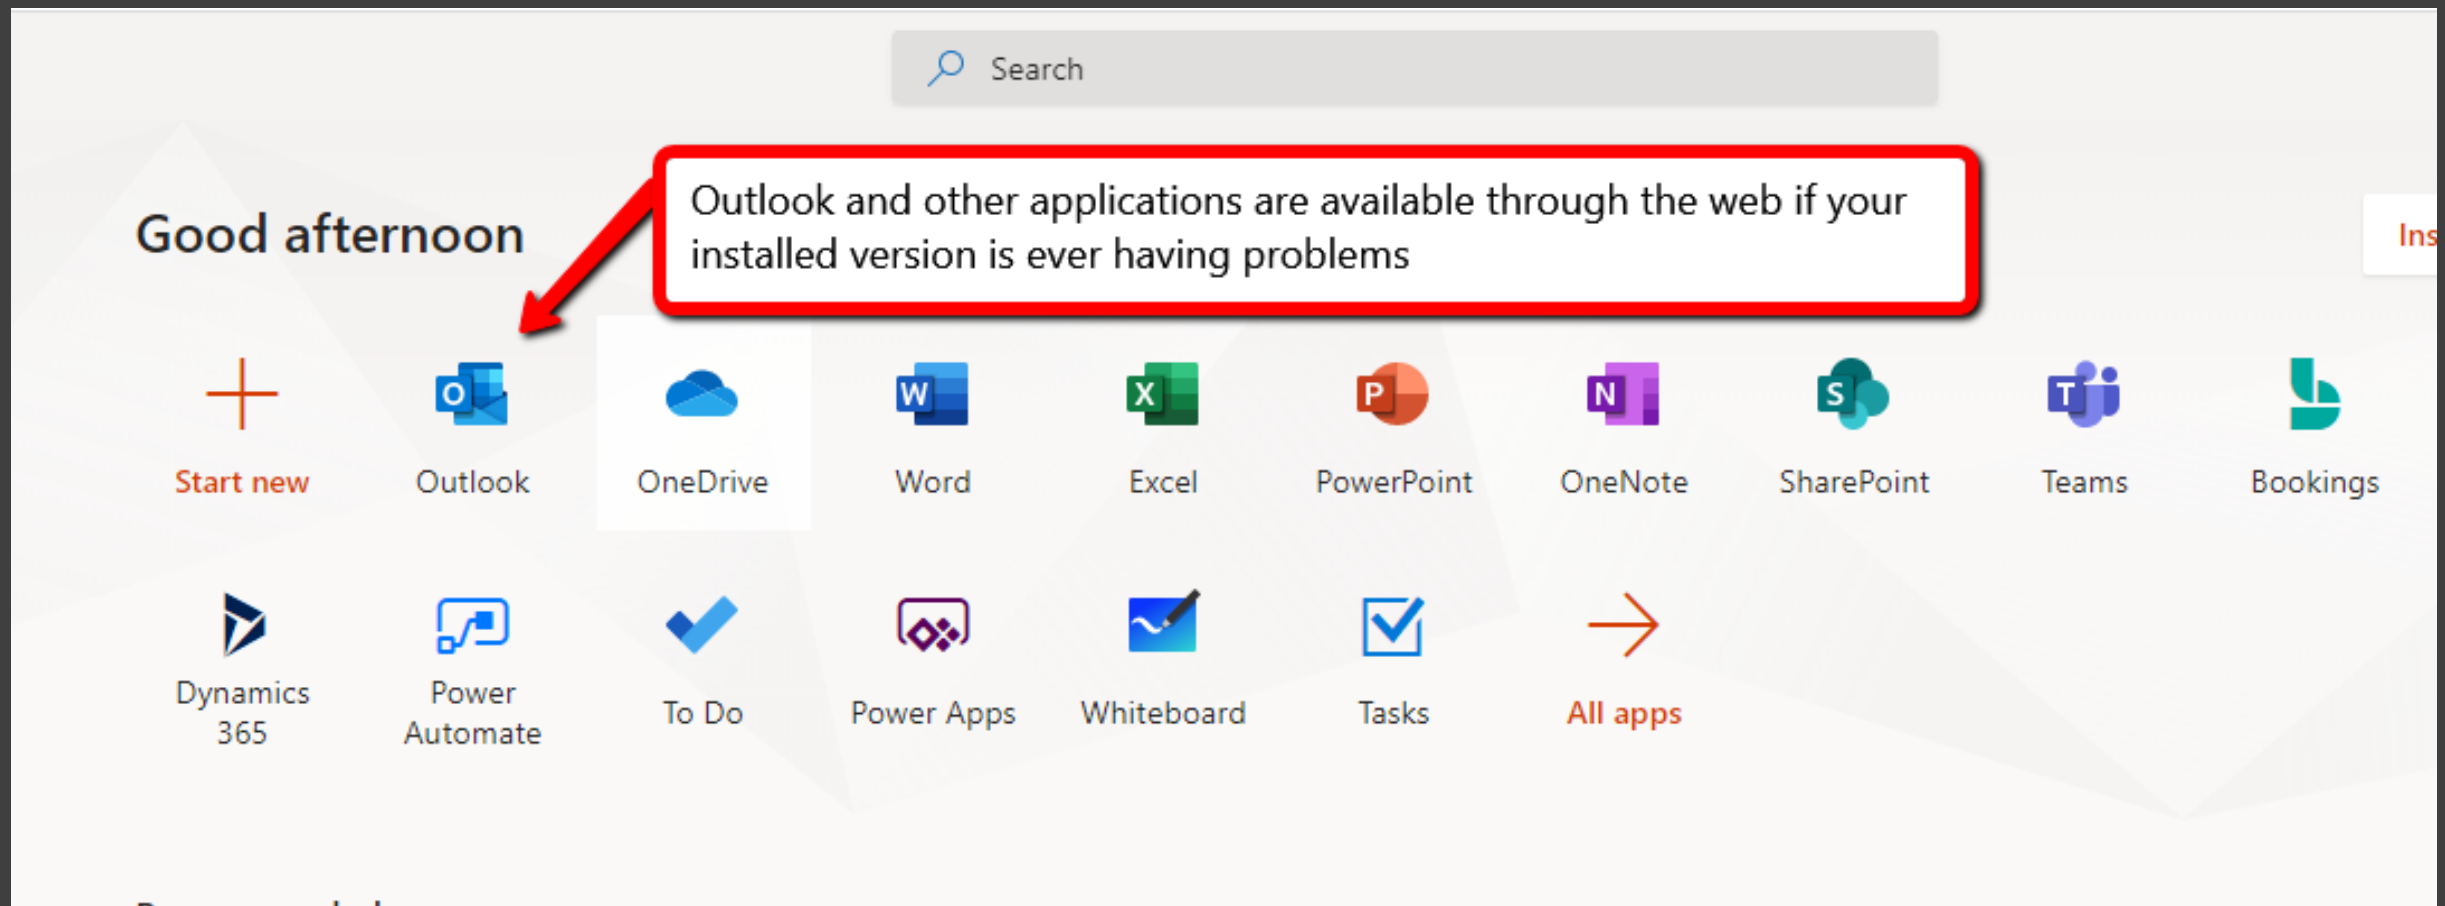 Search
Outlook and other applications are available through the web if your
installed version is ever having problems
Good afternoon
Ins
Start new
Outlook
OneDrive
Word
Excel
PowerPoint
OneNote
SharePoint
Teams
Bookings
Dynamics
365
Power
Automate
To Do
Power Apps
Whiteboard
Tasks
All apps